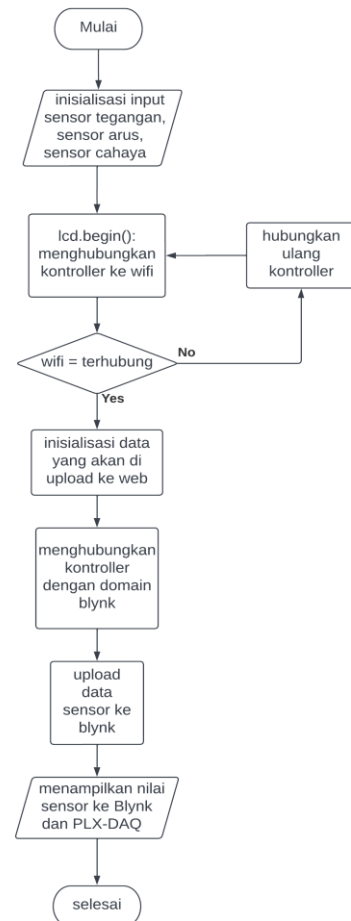 Mulai
inisialisasi input
sensor tegangan,
sensor arus,
sensor cahaya
lcd.begin():
menghubungkan
kontroller ke wifi
hubungkan
ulang
kontroller
wifi = terhubung
No
Yes
inisialisasi data
yang akan di
upload ke web
menghubungkan
kontroller
dengan domain
blynk
upload
data
sensor ke
blynk
menampilkan nilai
sensor ke Blynk
dan PLX-DAQ
selesai